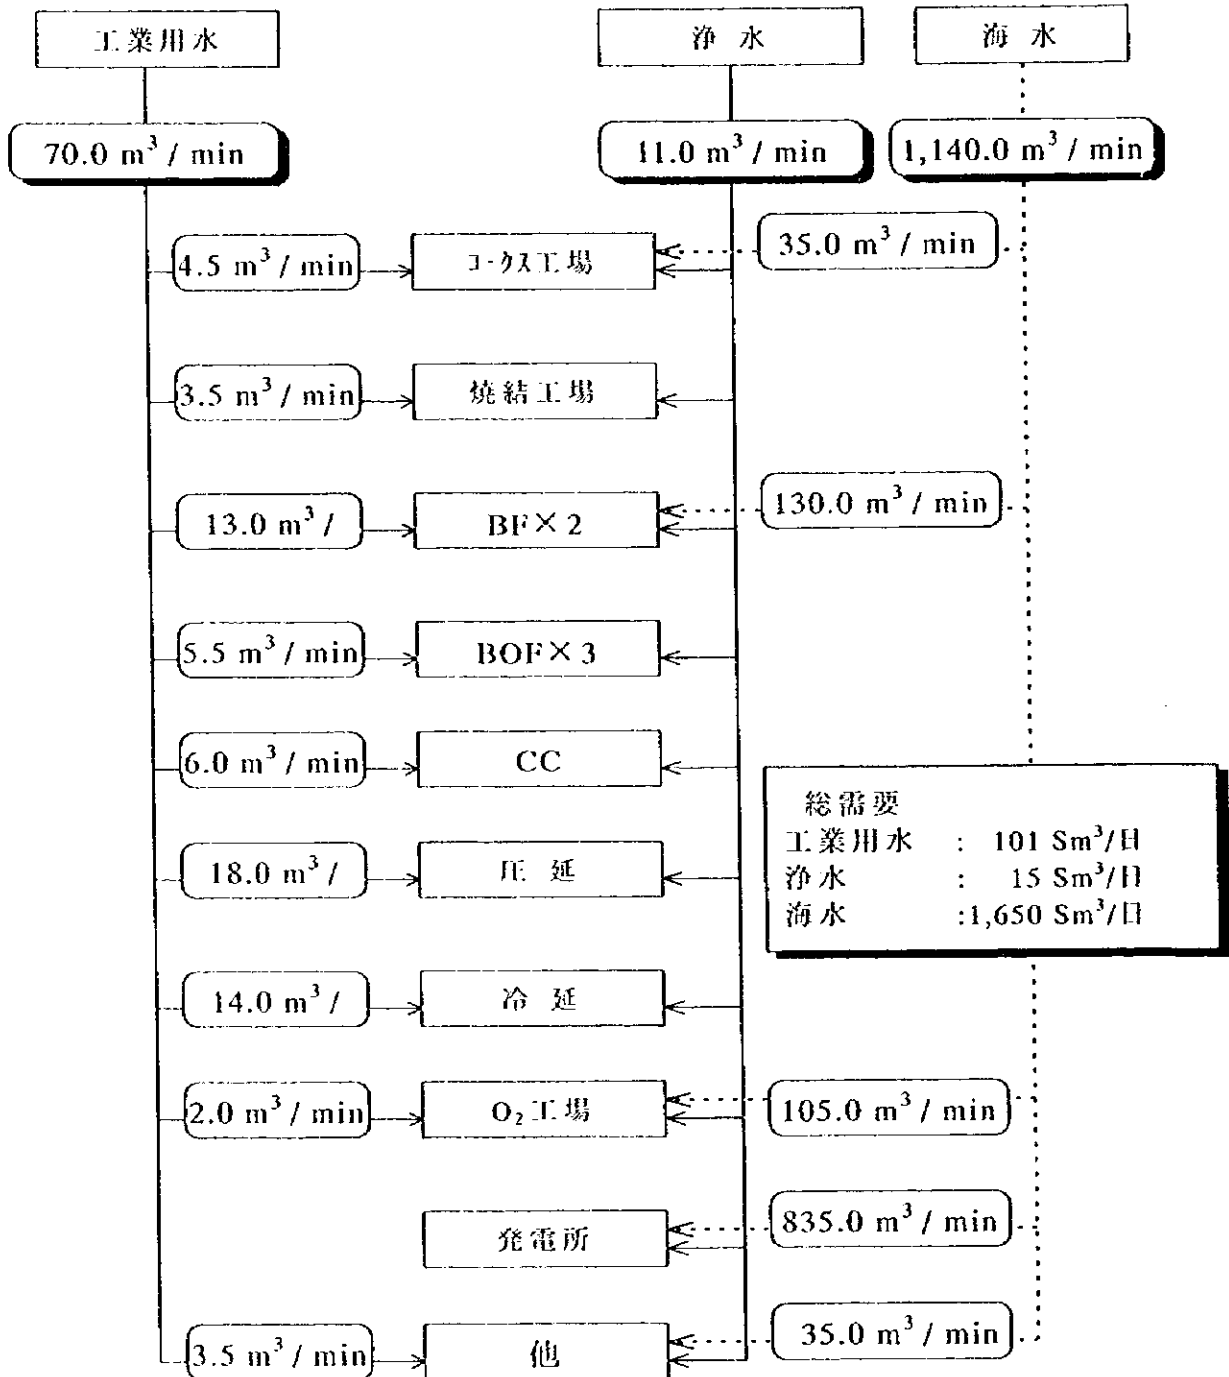 工業用水
浄水
海水
70.0 m³ / min
11.0 m³ / min
1,140.0 m³ / min
4.5 m³ / min
コークス工場
35.0 m³ / min
3.5 m³ / min
焼結工場
13.0 m³ /
BF×2
130.0 m³ / min
5.5 m³ / min
BOF×3
6.0 m³ / min
CC
総需要
工業用水 : 101 Sm³/日
浄水 : 15 Sm³/日
海水 :1,650 Sm³/日
18.0 m³ /
圧延
14.0 m³ /
冷延
2.0 m³ / min
O₂工場
105.0 m³ / min
発電所
835.0 m³ / min
3.5 m³ / min
他
35.0 m³ / min